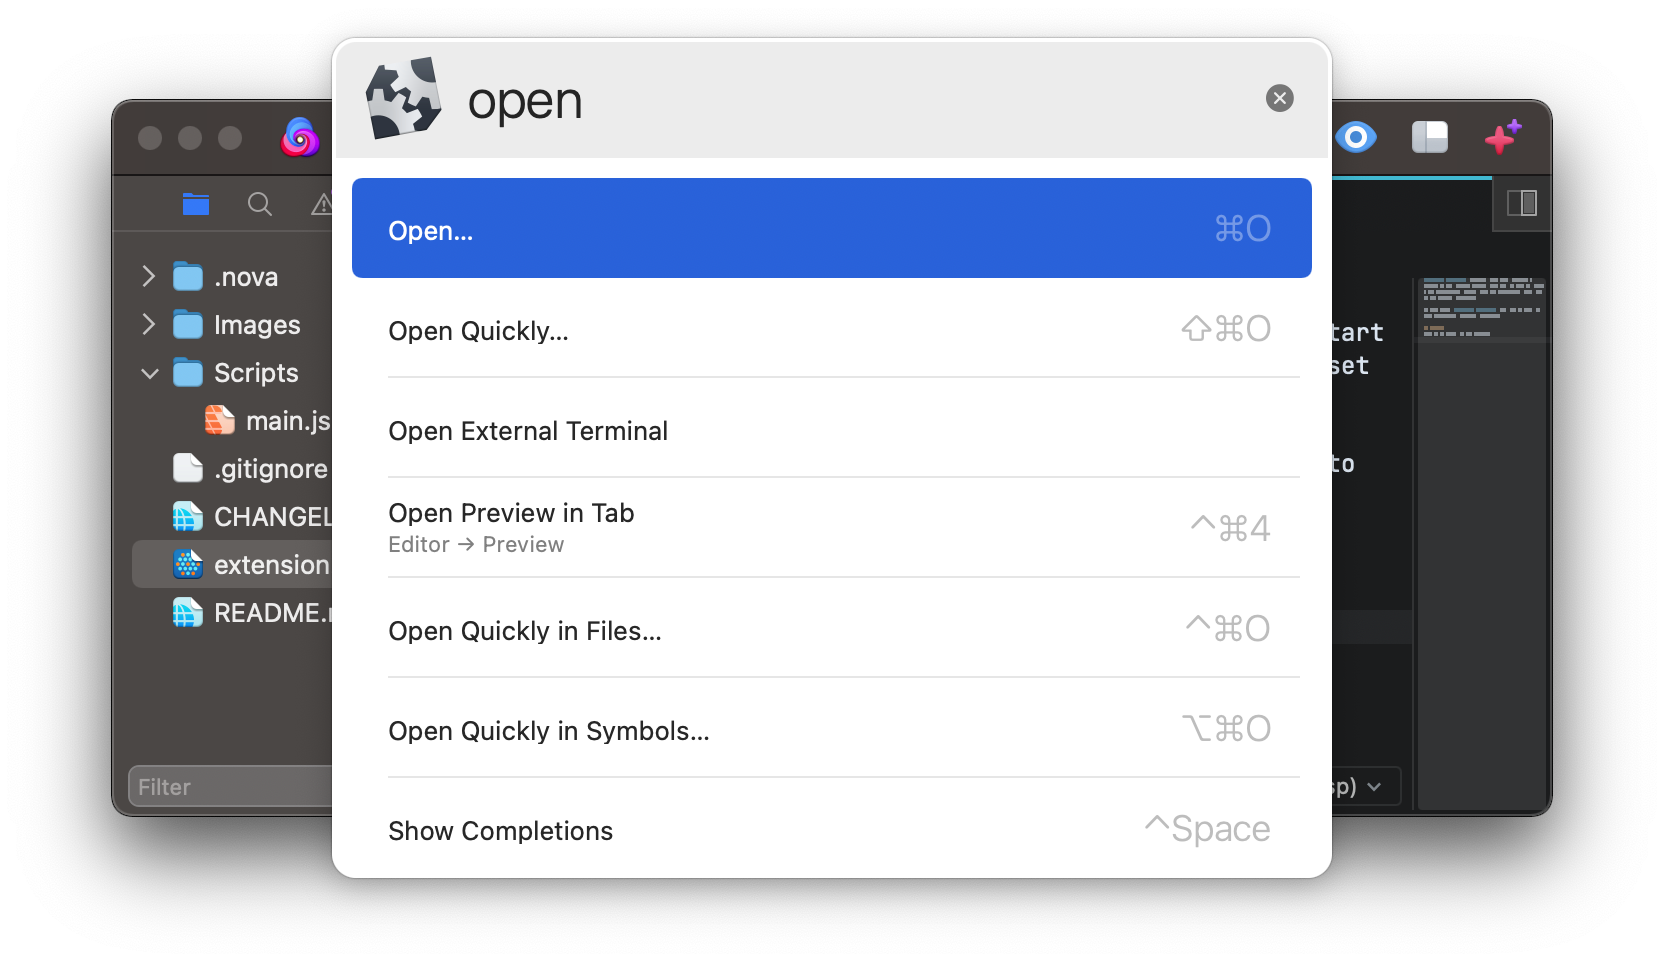 open
Open...
⌘O
Open Quickly...
⇧⌘O
Open External Terminal
Open Preview in Tab
Editor → Preview
^⌘4
Open Quickly in Files...
^⌘O
Open Quickly in Symbols...
⌥⌘O
Show Completions
^Space
.nova
Images
Scripts
main.js
.gitignore
CHANGEL
extension
README.
Filter
tart
set
to
sp)